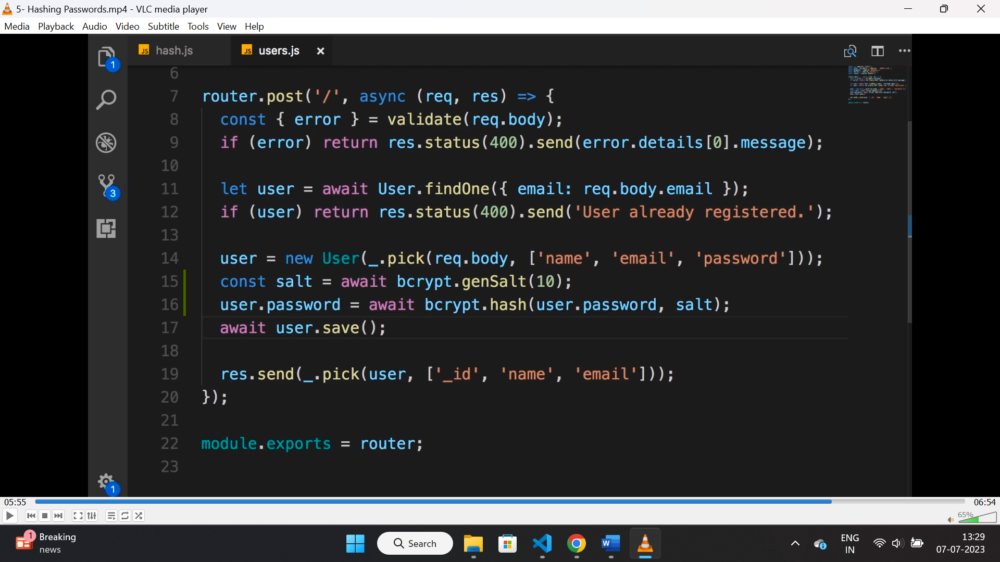 5- Hashing Passwords.mp4 - VLC media player
Media Playback Audio Video Subtitle Tools View Help
JS hash.js JS users.js
1
6
7 router.post('/', async (req, res) => {
8 const { error } = validate(req.body);
9 if (error) return res.status(400).send(error.details[0].message);
10
11 let user = await User.findOne({ email: req.body.email });
12 if (user) return res.status(400).send('User already registered.');
3
13
14 user = new User(_.pick(req.body, ['name', 'email', 'password']));
15 const salt = await bcrypt.genSalt(10);
16 user.password = await bcrypt.hash(user.password, salt);
17 await user.save();
18
19 res.send(_.pick(user, ['_id', 'name', 'email']));
20 });
21
22 module.exports = router;
23
1
05:55 06:54
65%
1 Breaking
news
Search
W
ENG
IN
13:29
07-07-2023